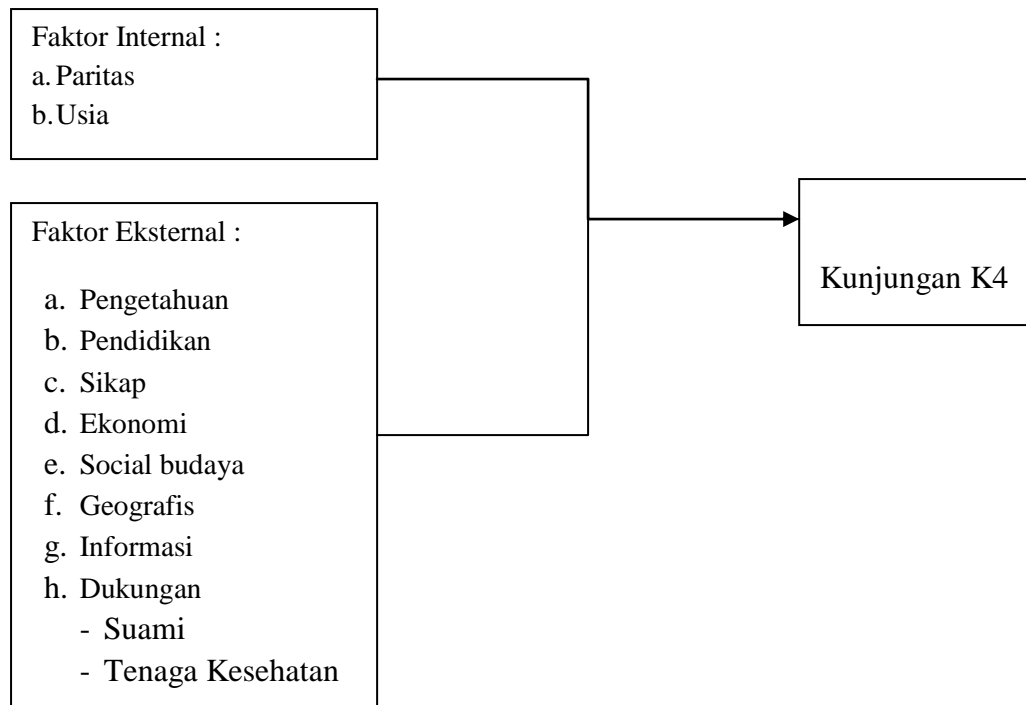 Faktor Internal :
a. Paritas
b. Usia
Faktor Eksternal :
a. Pengetahuan
b. Pendidikan
c. Sikap
d. Ekonomi
e. Social budaya
f. Geografis
g. Informasi
h. Dukungan
- Suami
- Tenaga Kesehatan
Kunjungan K4